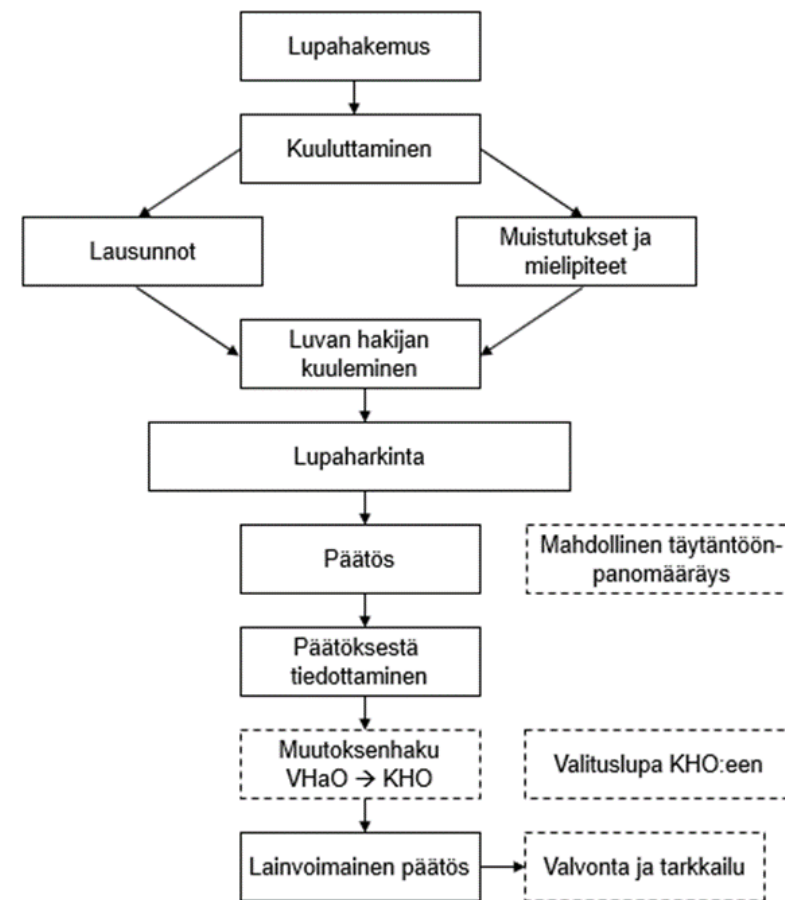 Lupahakemus
Kuuluttaminen
Lausunnot
Muistutukset ja
mielipiteet
Luvan hakijan
kuuleminen
Lupaharkinta
Päätös
Mahdollinen täytäntöön-
panomääräys
Päätöksestä
tiedottaminen
Muutoksenhaku
VHaO → KHO
Valituslupa KHO:een
Lainvoimainen päätös
Valvonta ja tarkkailu